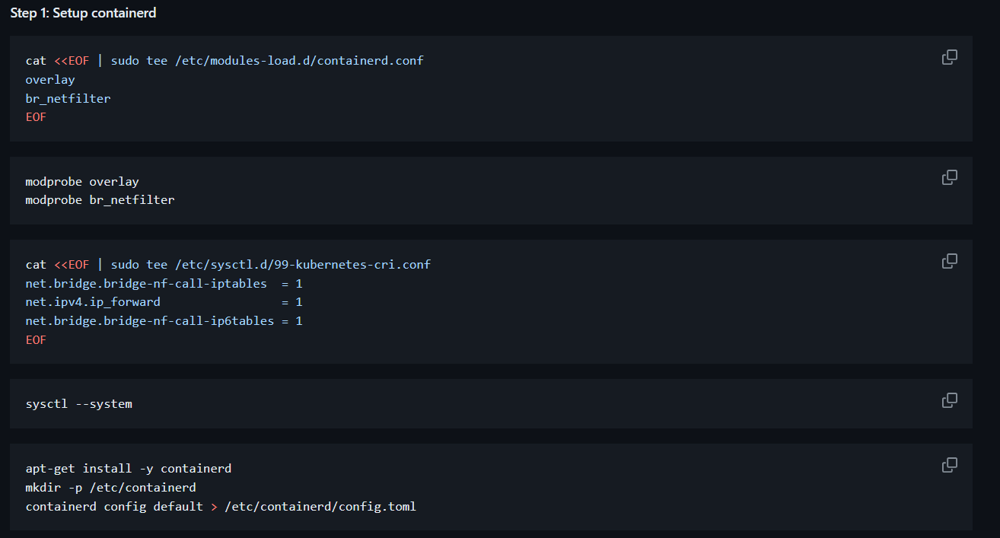 Step 1: Setup containerd
cat <<EOF | sudo tee /etc/modules-load.d/containerd.conf
overlay
br_netfilter
EOF
modprobe overlay
modprobe br_netfilter
cat <<EOF | sudo tee /etc/sysctl.d/99-kubernetes-cri.conf
net.bridge.bridge-nf-call-iptables  = 1
net.ipv4.ip_forward                 = 1
net.bridge.bridge-nf-call-ip6tables = 1
EOF
sysctl --system
apt-get install -y containerd
mkdir -p /etc/containerd
containerd config default > /etc/containerd/config.toml